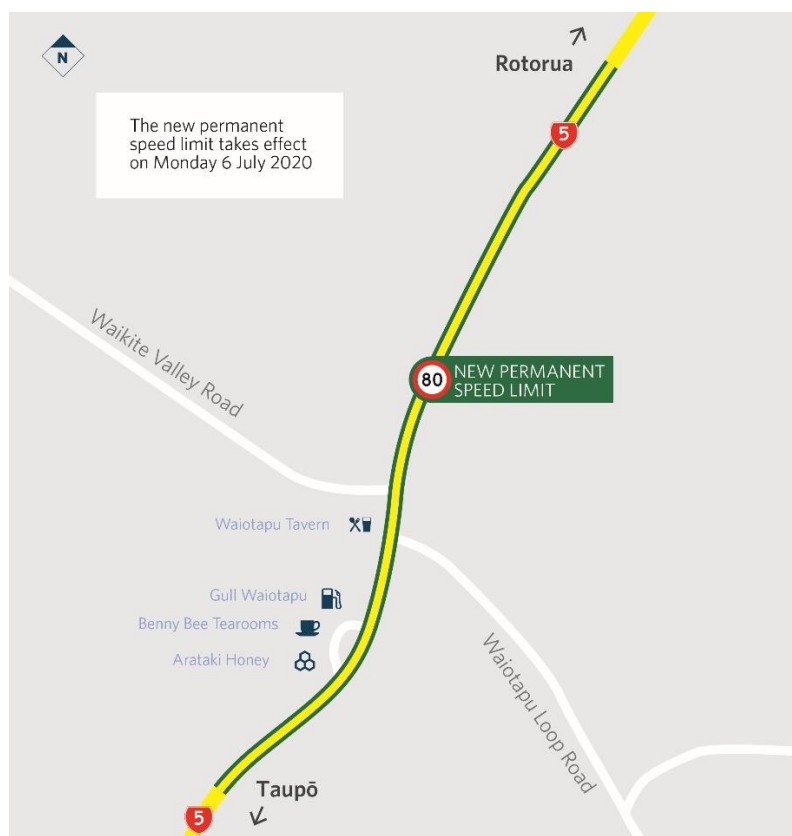 N
Rotorua
The new permanent
speed limit takes effect
on Monday 6 July 2020
5
Waikite Valley Road
80
NEW PERMANENT
SPEED LIMIT
Waiotapu Tavern
Gull Waiotapu
Benny Bee Tearooms
Arataki Honey
Waiotapu Loop Road
Taupō
5